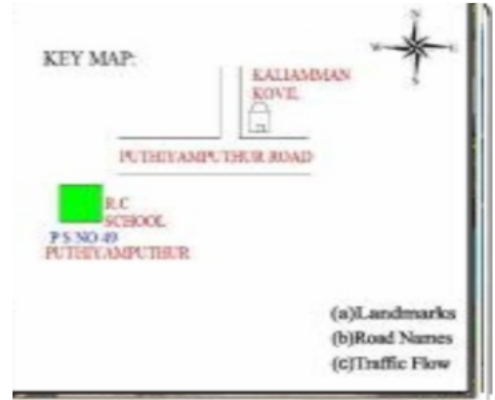 N
W E
S
KEY MAP:
KALIAMMAN
KOVIL
PUTHIYAMPUTHUR ROAD
R.C
SCHOOL
P S NO 49
PUTHIYAMPUTHUR
(a)Landmarks
(b)Road Names
(c)Traffic Flow